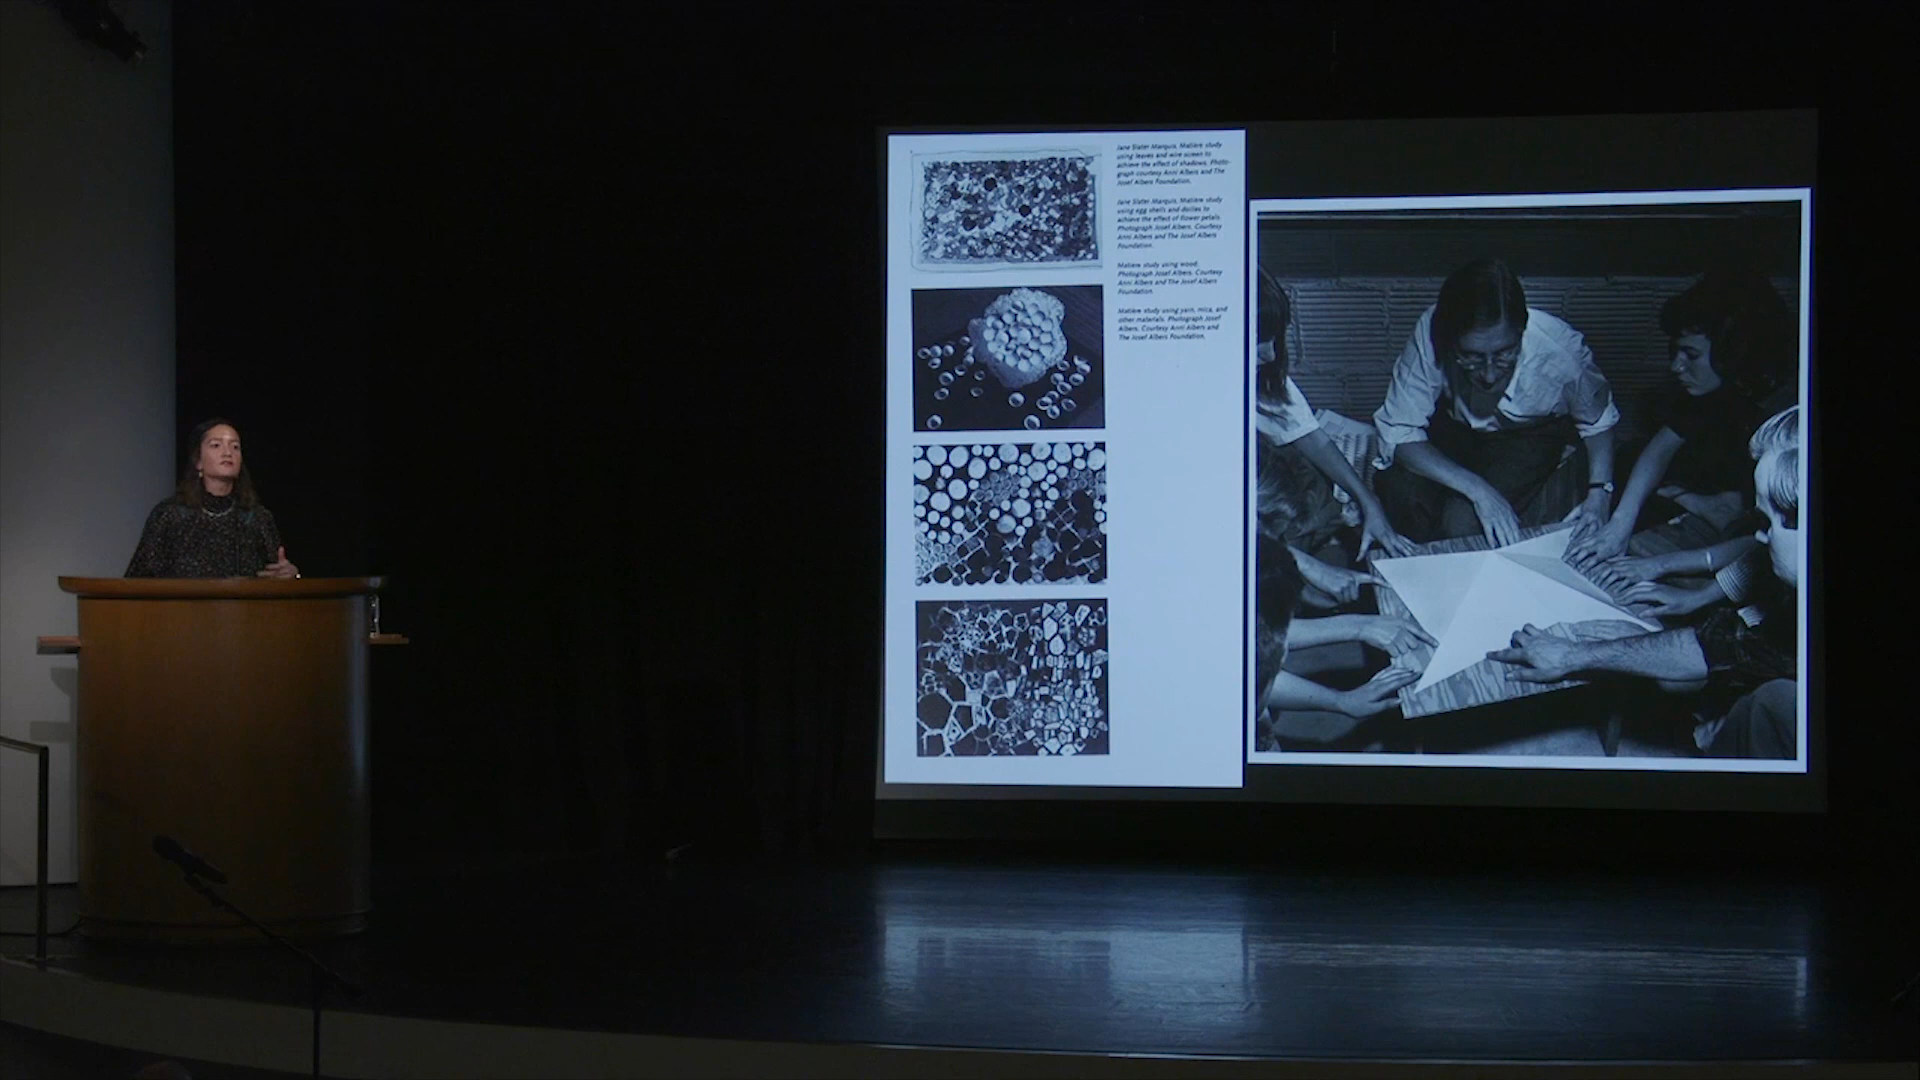 Jane Slater Marquis, Matière study
using leaves and wire screen to
achieve the effect of shadows. Photo-
graph courtesy Anni Albers and The
Josef Albers Foundation.
Jane Slater Marquis, Matière study
using egg shells and doilies to
achieve the effect of flower petals.
Photograph Josef Albers. Courtesy
Anni Albers and The Josef Albers
Foundation.
Matière study using wood.
Photograph Josef Albers. Courtesy
Anni Albers and The Josef Albers
Foundation.
Matière study using yarn, mica, and
other materials. Photograph Josef
Albers. Courtesy Anni Albers and
The Josef Albers Foundation.